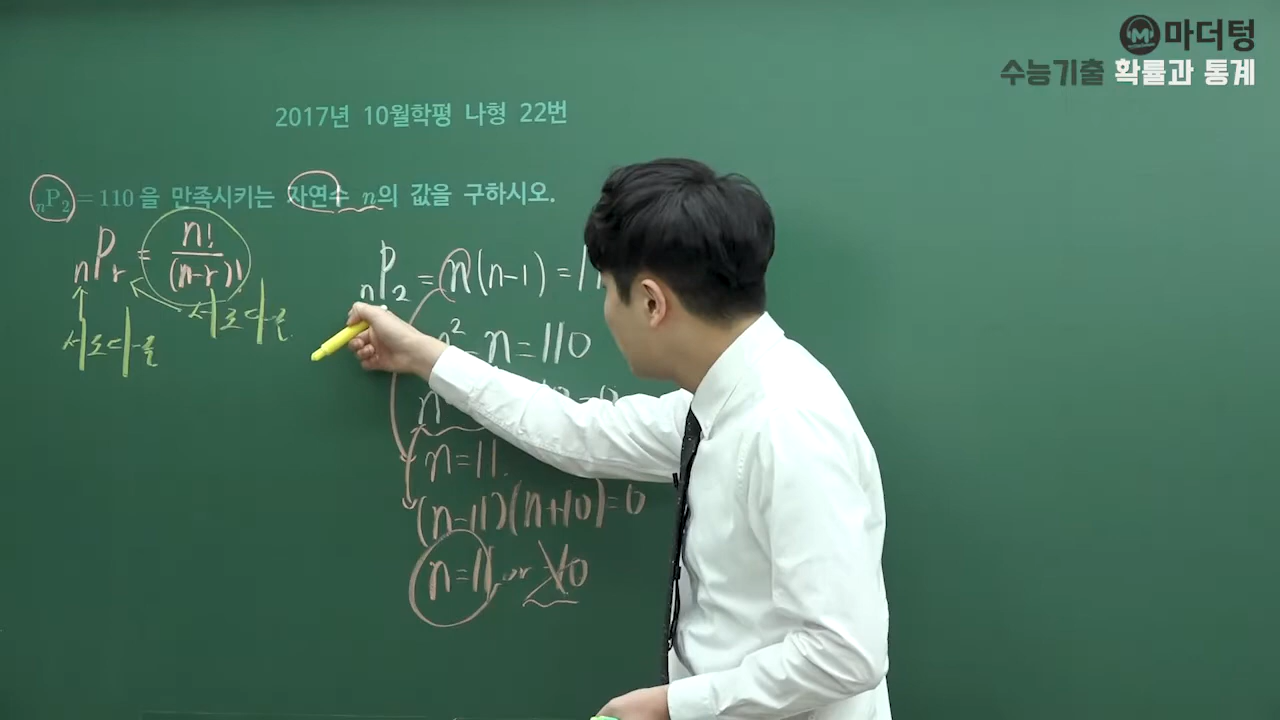 마더텅
수능기출 확률과 통계
2017년 10월학평 나형 22번
ₙP₂ = 110 을 만족시키는 자연수 n의 값을 구하시오.
nPr = n!/(n-r)!
서로다른
서로다른
nP2 = n(n-1) = 11
n² - n = 110
n = 11.
(n-11)(n+10)=0
n=11 or -10